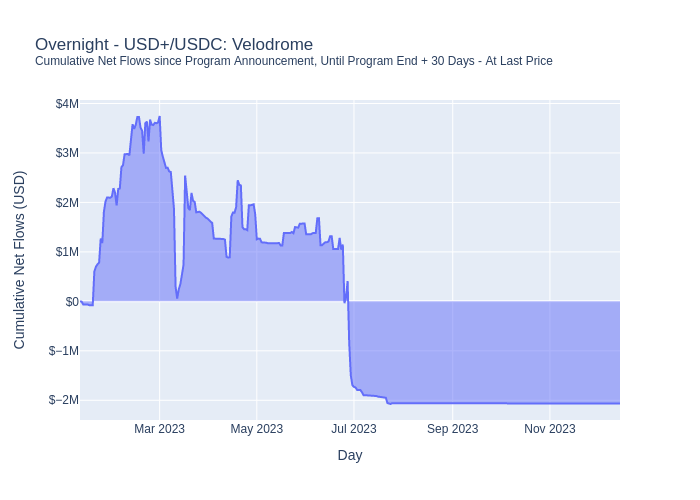 Overnight - USD+/USDC: Velodrome
Cumulative Net Flows since Program Announcement, Until Program End + 30 Days - At Last Price
Cumulative Net Flows (USD)
$4M
$3M
$2M
$1M
$0
$−1M
$−2M
Mar 2023
May 2023
Jul 2023
Sep 2023
Nov 2023
Day